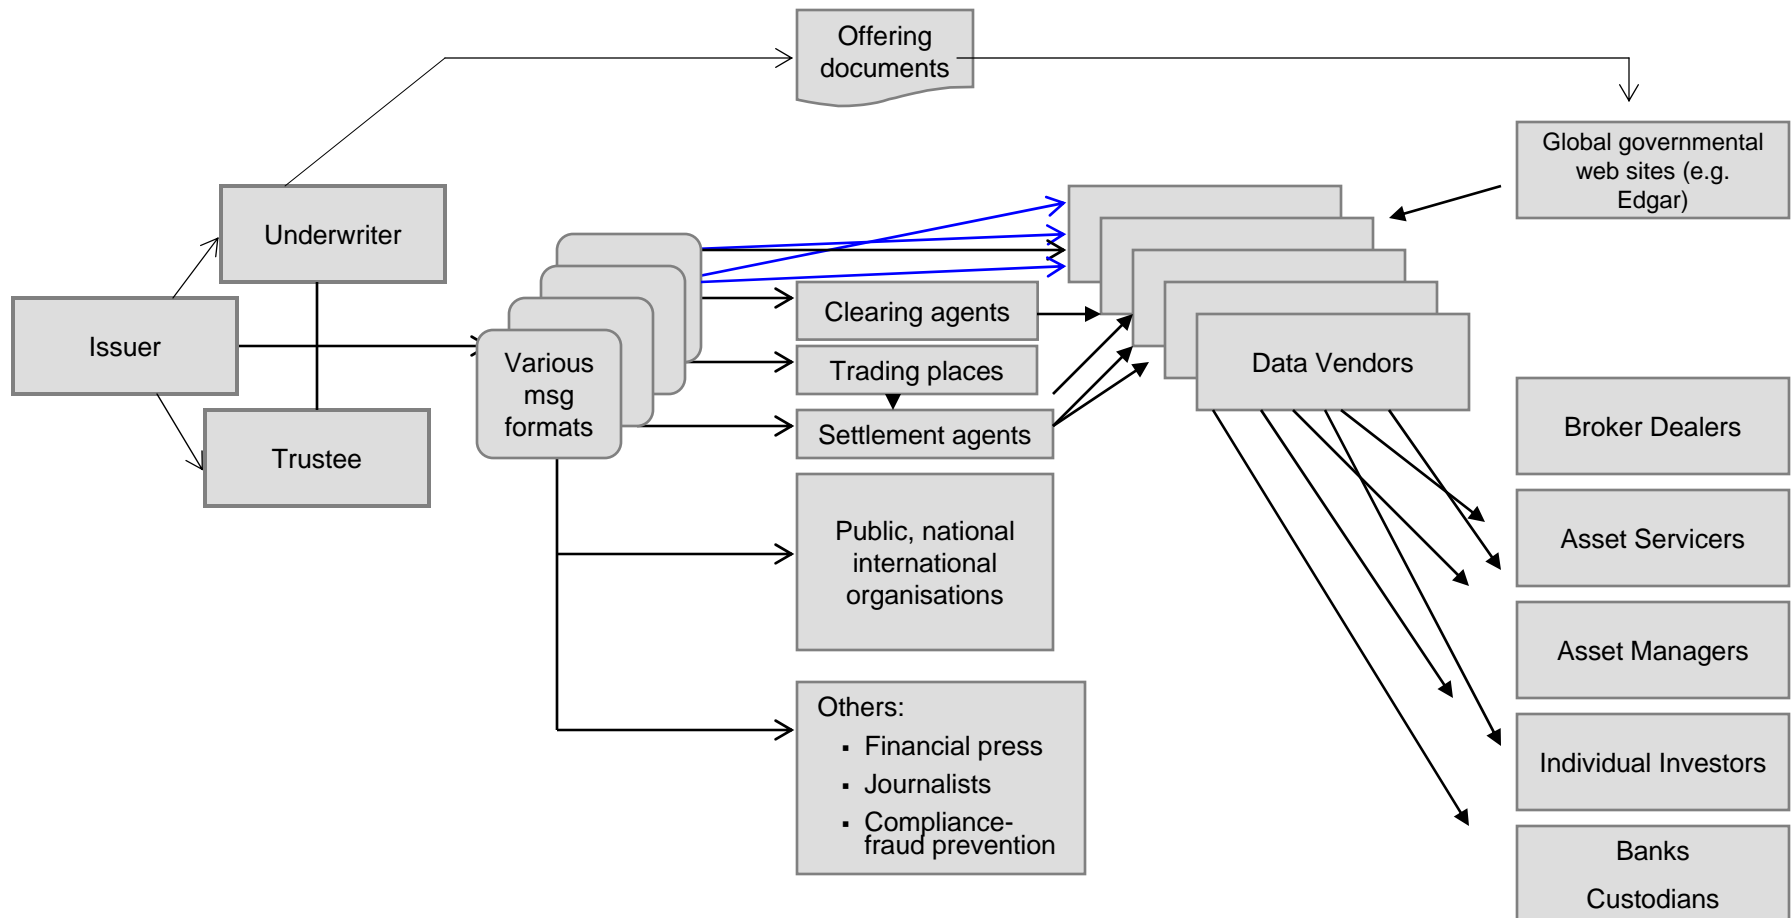 Offering
documents
Global governmental
web sites (e.g.
Edgar)
Underwriter
Issuer
Trustee
Various
msg
formats
Clearing agents
Trading places
Settlement agents
Data Vendors
Public, national
international
organisations
Others:
▪ Financial press
▪ Journalists
▪ Compliance-
fraud prevention
Broker Dealers
Asset Servicers
Asset Managers
Individual Investors
Banks
Custodians